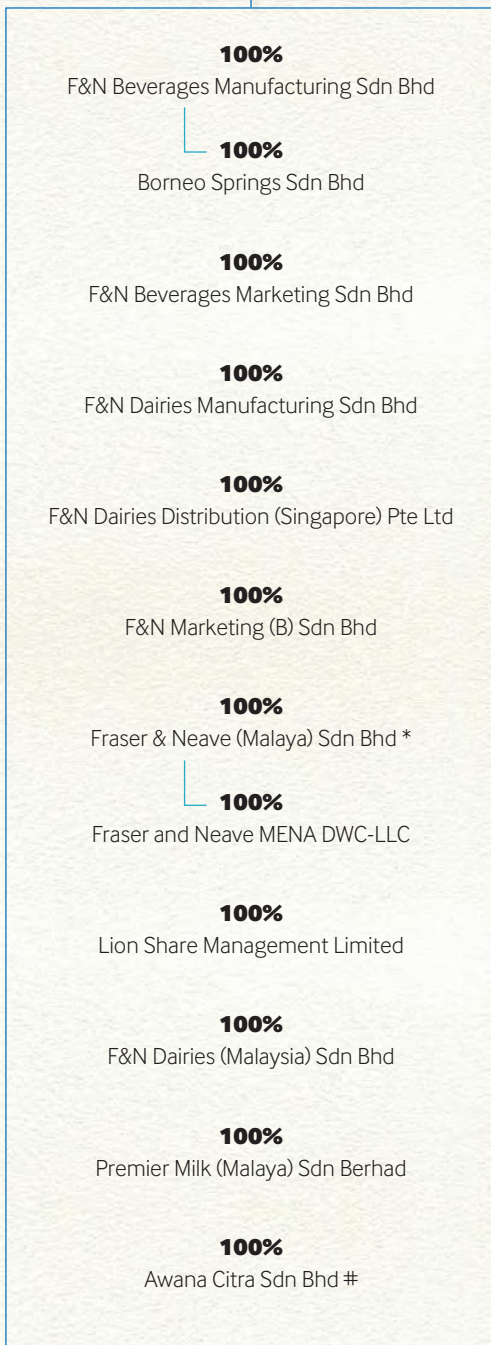 100%
F&N Beverages Manufacturing Sdn Bhd
100%
Borneo Springs Sdn Bhd
100%
F&N Beverages Marketing Sdn Bhd
100%
F&N Dairies Manufacturing Sdn Bhd
100%
F&N Dairies Distribution (Singapore) Pte Ltd
100%
F&N Marketing (B) Sdn Bhd
100%
Fraser & Neave (Malaya) Sdn Bhd *
100%
Fraser and Neave MENA DWC-LLC
100%
Lion Share Management Limited
100%
F&N Dairies (Malaysia) Sdn Bhd
100%
Premier Milk (Malaya) Sdn Berhad
100%
Awana Citra Sdn Bhd #